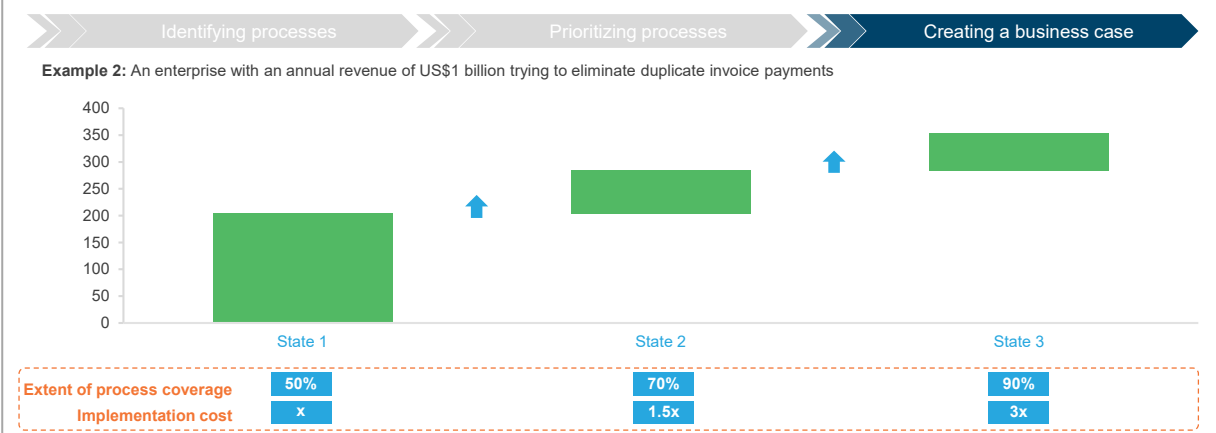 Identifying processes
Prioritizing processes
Creating a business case
Example 2: An enterprise with an annual revenue of US$1 billion trying to eliminate duplicate invoice payments
400
350
300
250
200
150
100
50
0
State 1
State 2
State 3
Extent of process coverage 50% 70% 90%
Implementation cost x 1.5x 3x